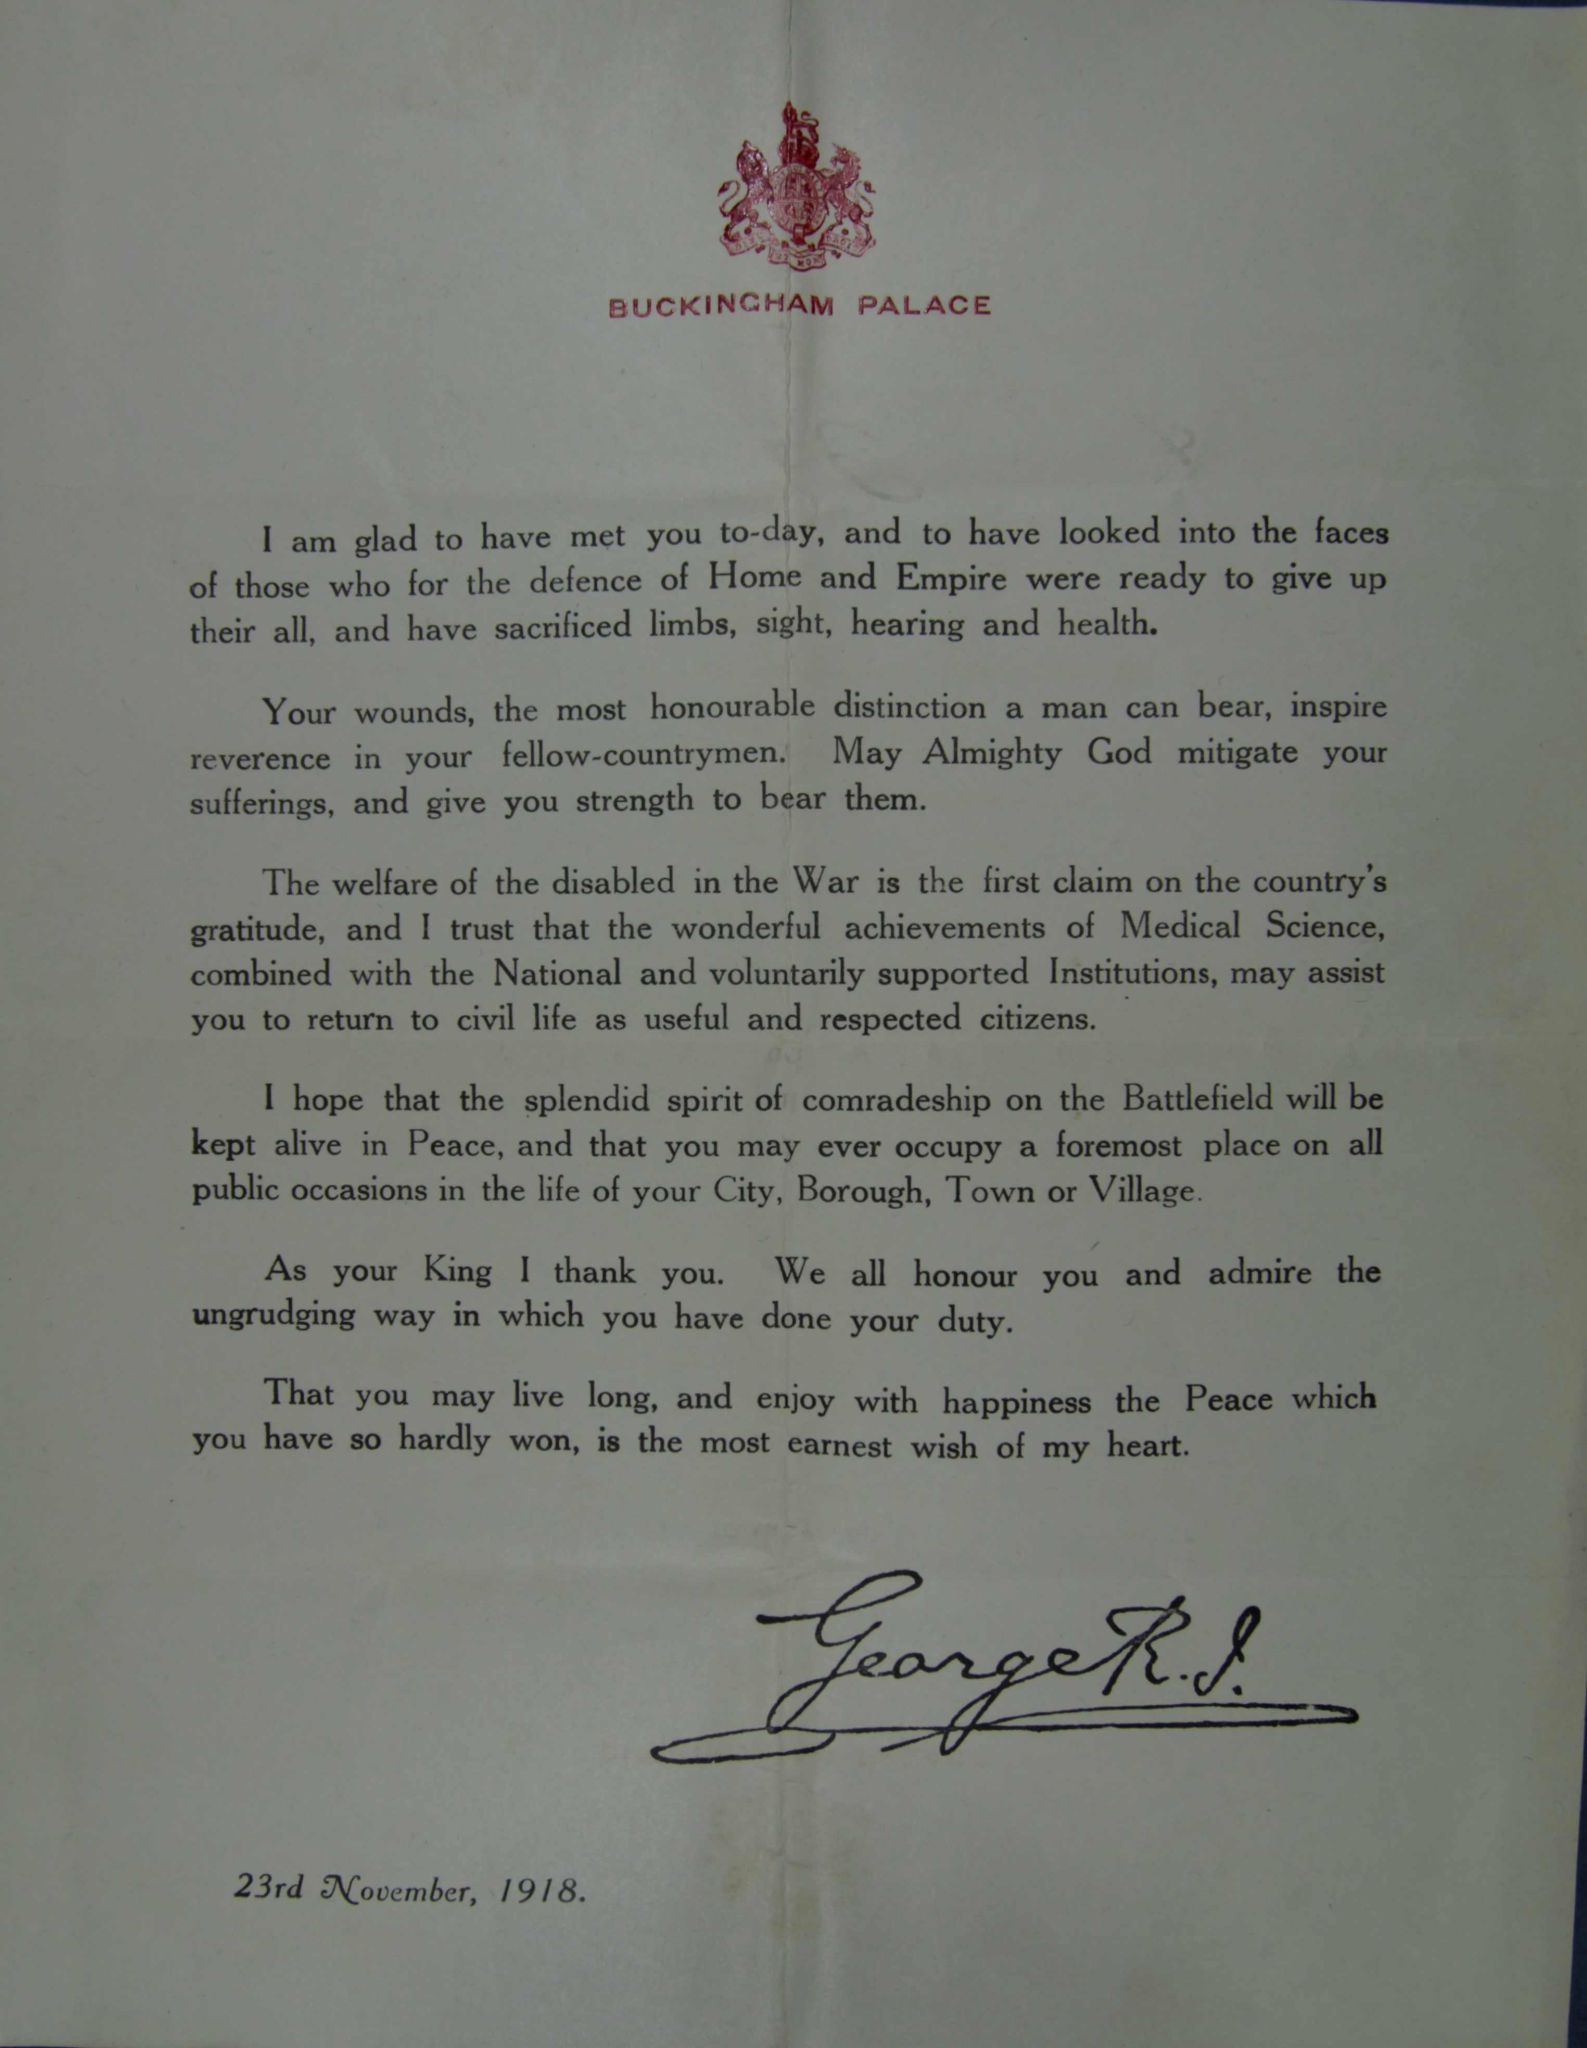 BUCKINGHAM PALACE
I am glad to have met you to-day, and to have looked into the faces
of those who for the defence of Home and Empire were ready to give up
their all, and have sacrificed limbs, sight, hearing and health.
Your wounds, the most honourable distinction a man can bear, inspire
reverence in your fellow-countrymen. May Almighty God mitigate your
sufferings, and give you strength to bear them.
The welfare of the disabled in the War is the first claim on the country's
gratitude, and I trust that the wonderful achievements of Medical Science,
combined with the National and voluntarily supported Institutions, may assist
you to return to civil life as useful and respected citizens.
I hope that the splendid spirit of comradeship on the Battlefield will be
kept alive in Peace, and that you may ever occupy a foremost place on all
public occasions in the life of your City, Borough, Town or Village.
As your King I thank you. We all honour you and admire the
ungrudging way in which you have done your duty.
That you may live long, and enjoy with happiness the Peace which
you have so hardly won, is the most earnest wish of my heart.
George R.I.
23rd November, 1918.